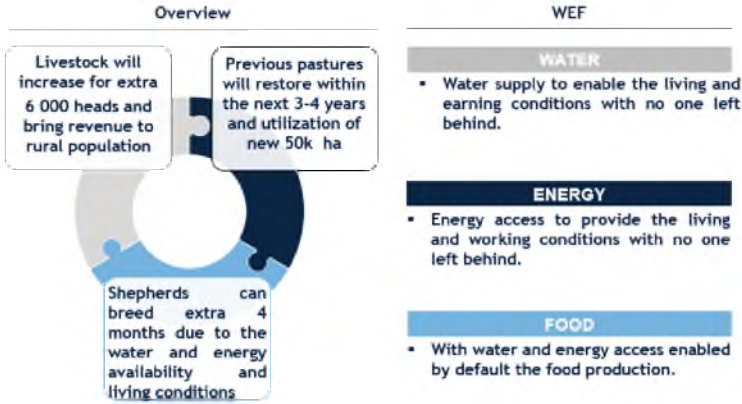 Overview
Livestock will
increase for extra
6 000 heads and
bring revenue to
rural population
Previous pastures
will restore within
the next 3-4 years
and utilization of
new 50k ha
Shepherds can
breed extra 4
months due to the
water and energy
availability and
living conditions
WEF
WATER
▪ Water supply to enable the living and
earning conditions with no one left
behind.
ENERGY
▪ Energy access to provide the living
and working conditions with no one
left behind.
FOOD
▪ With water and energy access enabled
by default the food production.